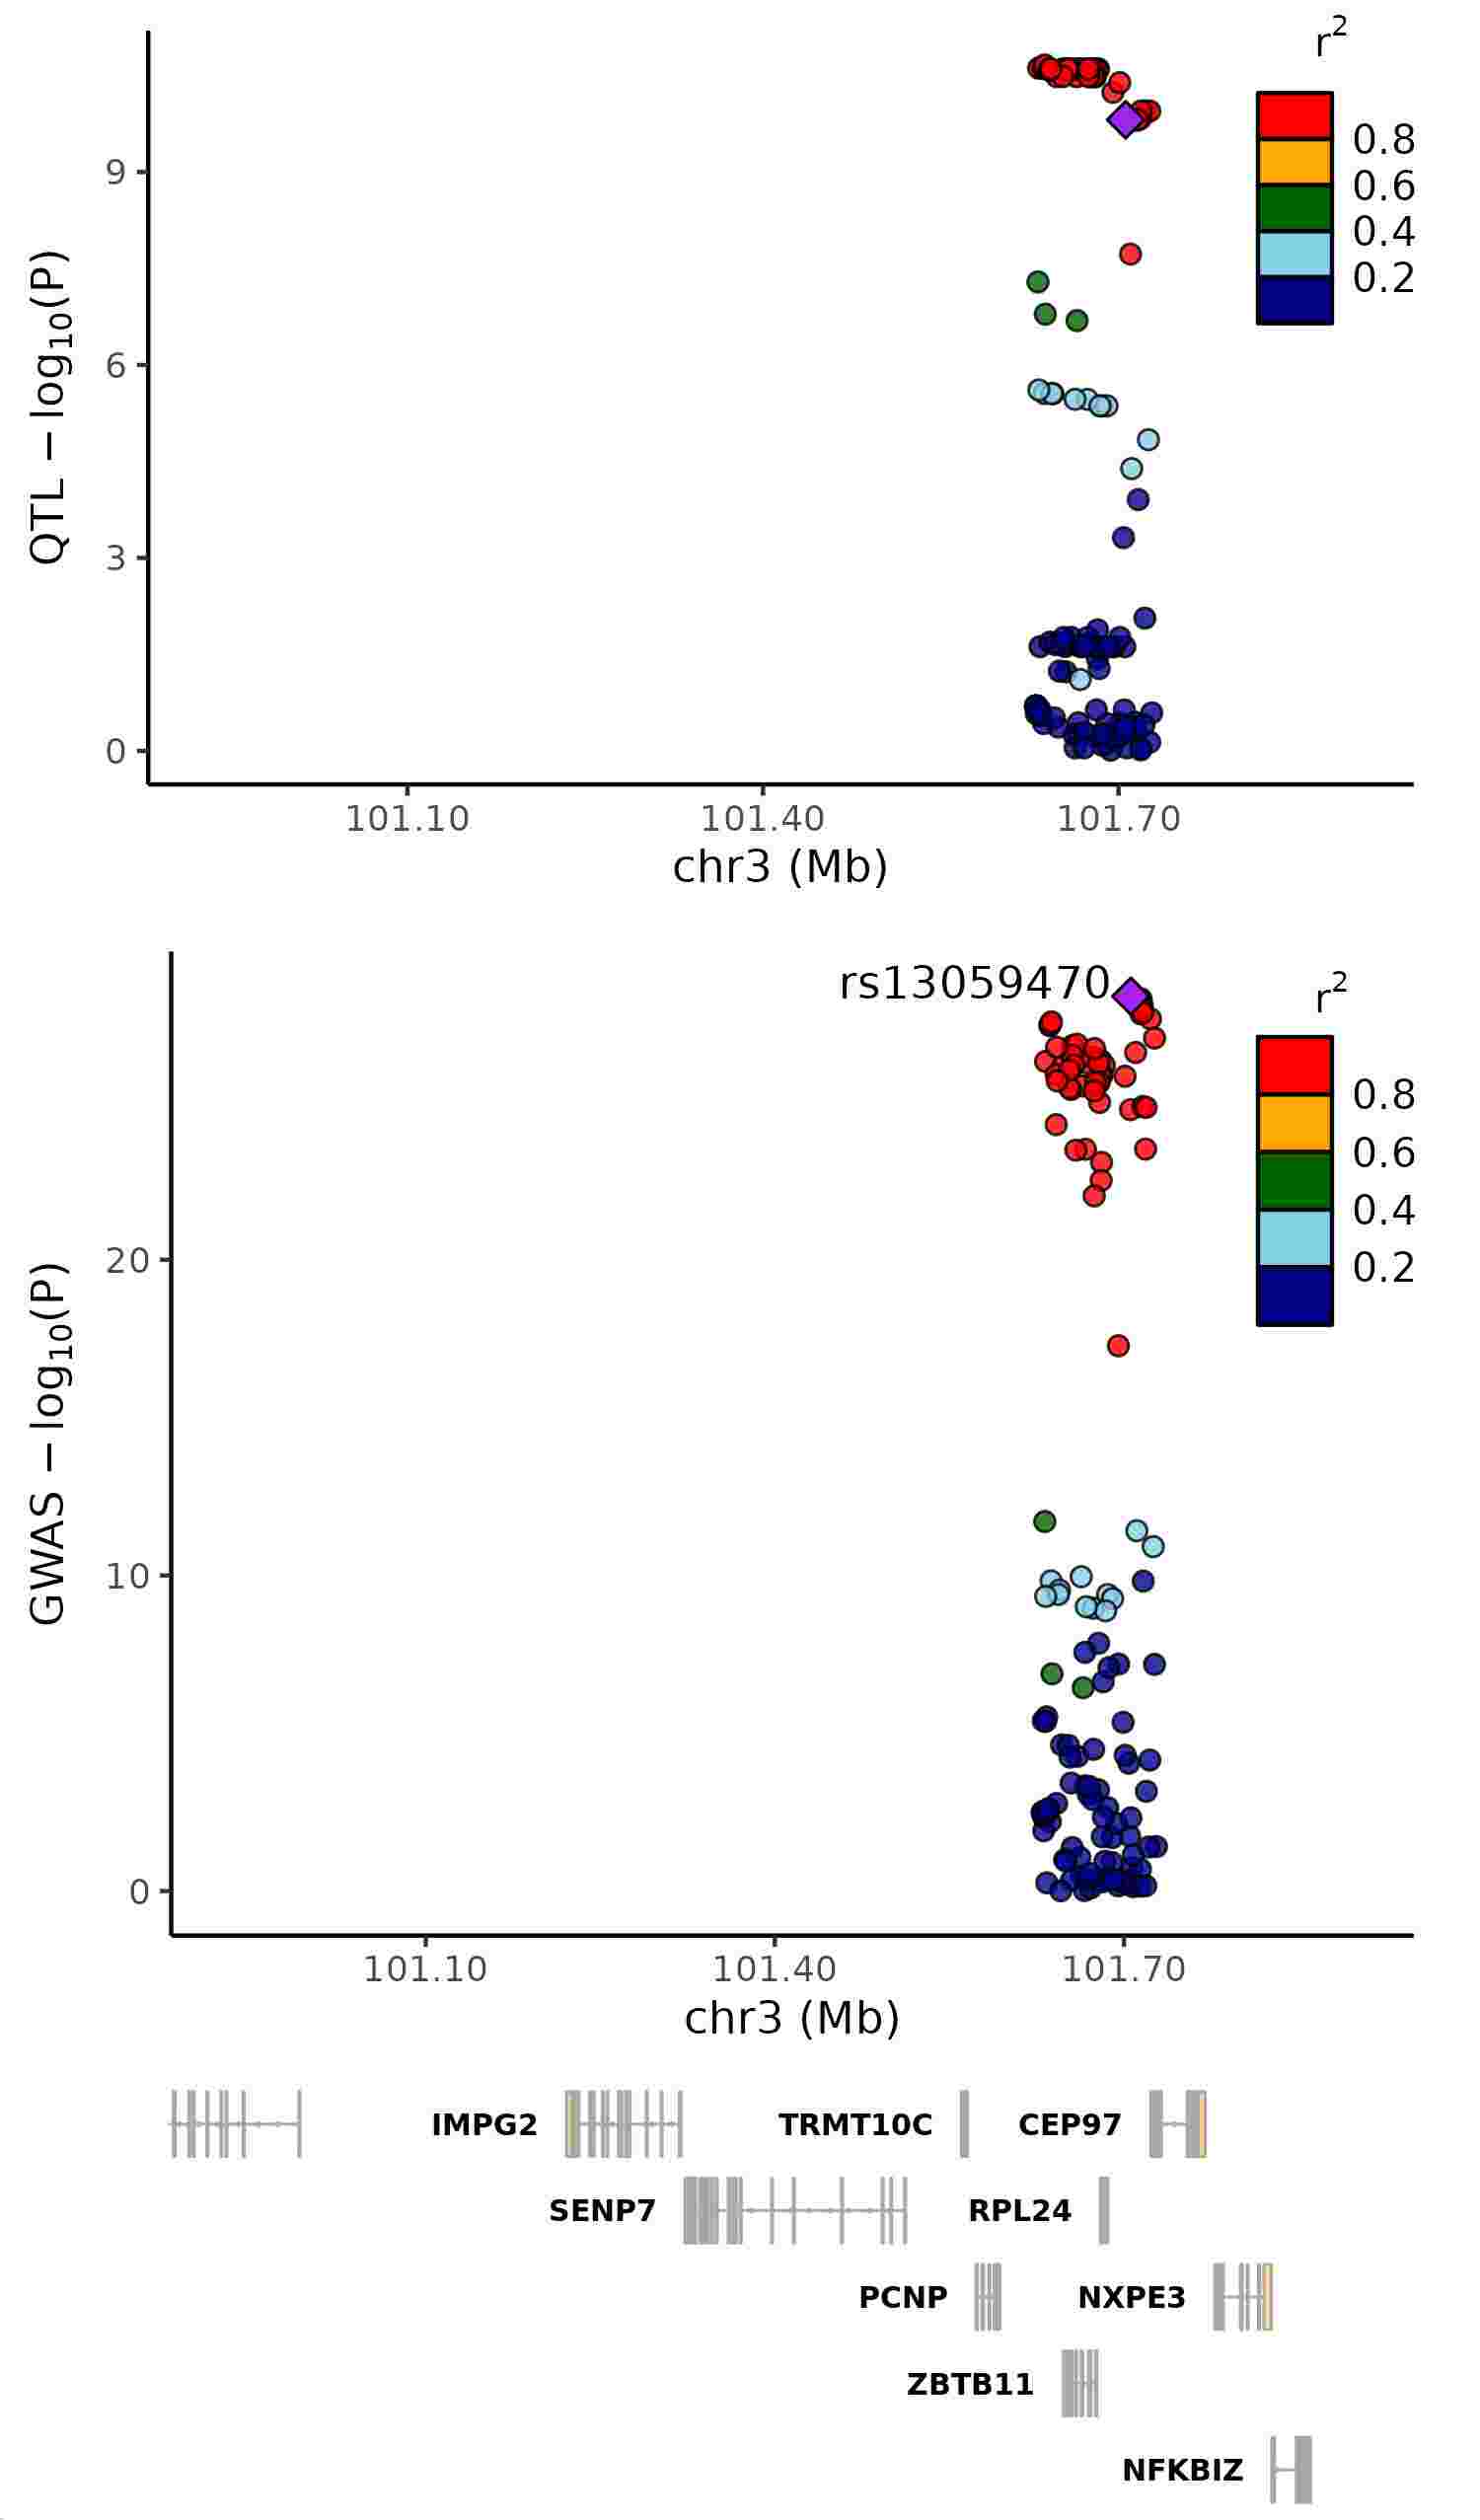 r2
0.8
0.6
0.4
0.2
QTL −log10(P)
9
6
3
0
101.10 101.40 101.70
chr3 (Mb)
rs13059470
r2
0.8
0.6
0.4
0.2
GWAS −log10(P)
20
10
0
101.10 101.40 101.70
chr3 (Mb)
IMPG2 TRMT10C CEP97
SENP7 RPL24
PCNP NXPE3
ZBTB11
NFKBIZ